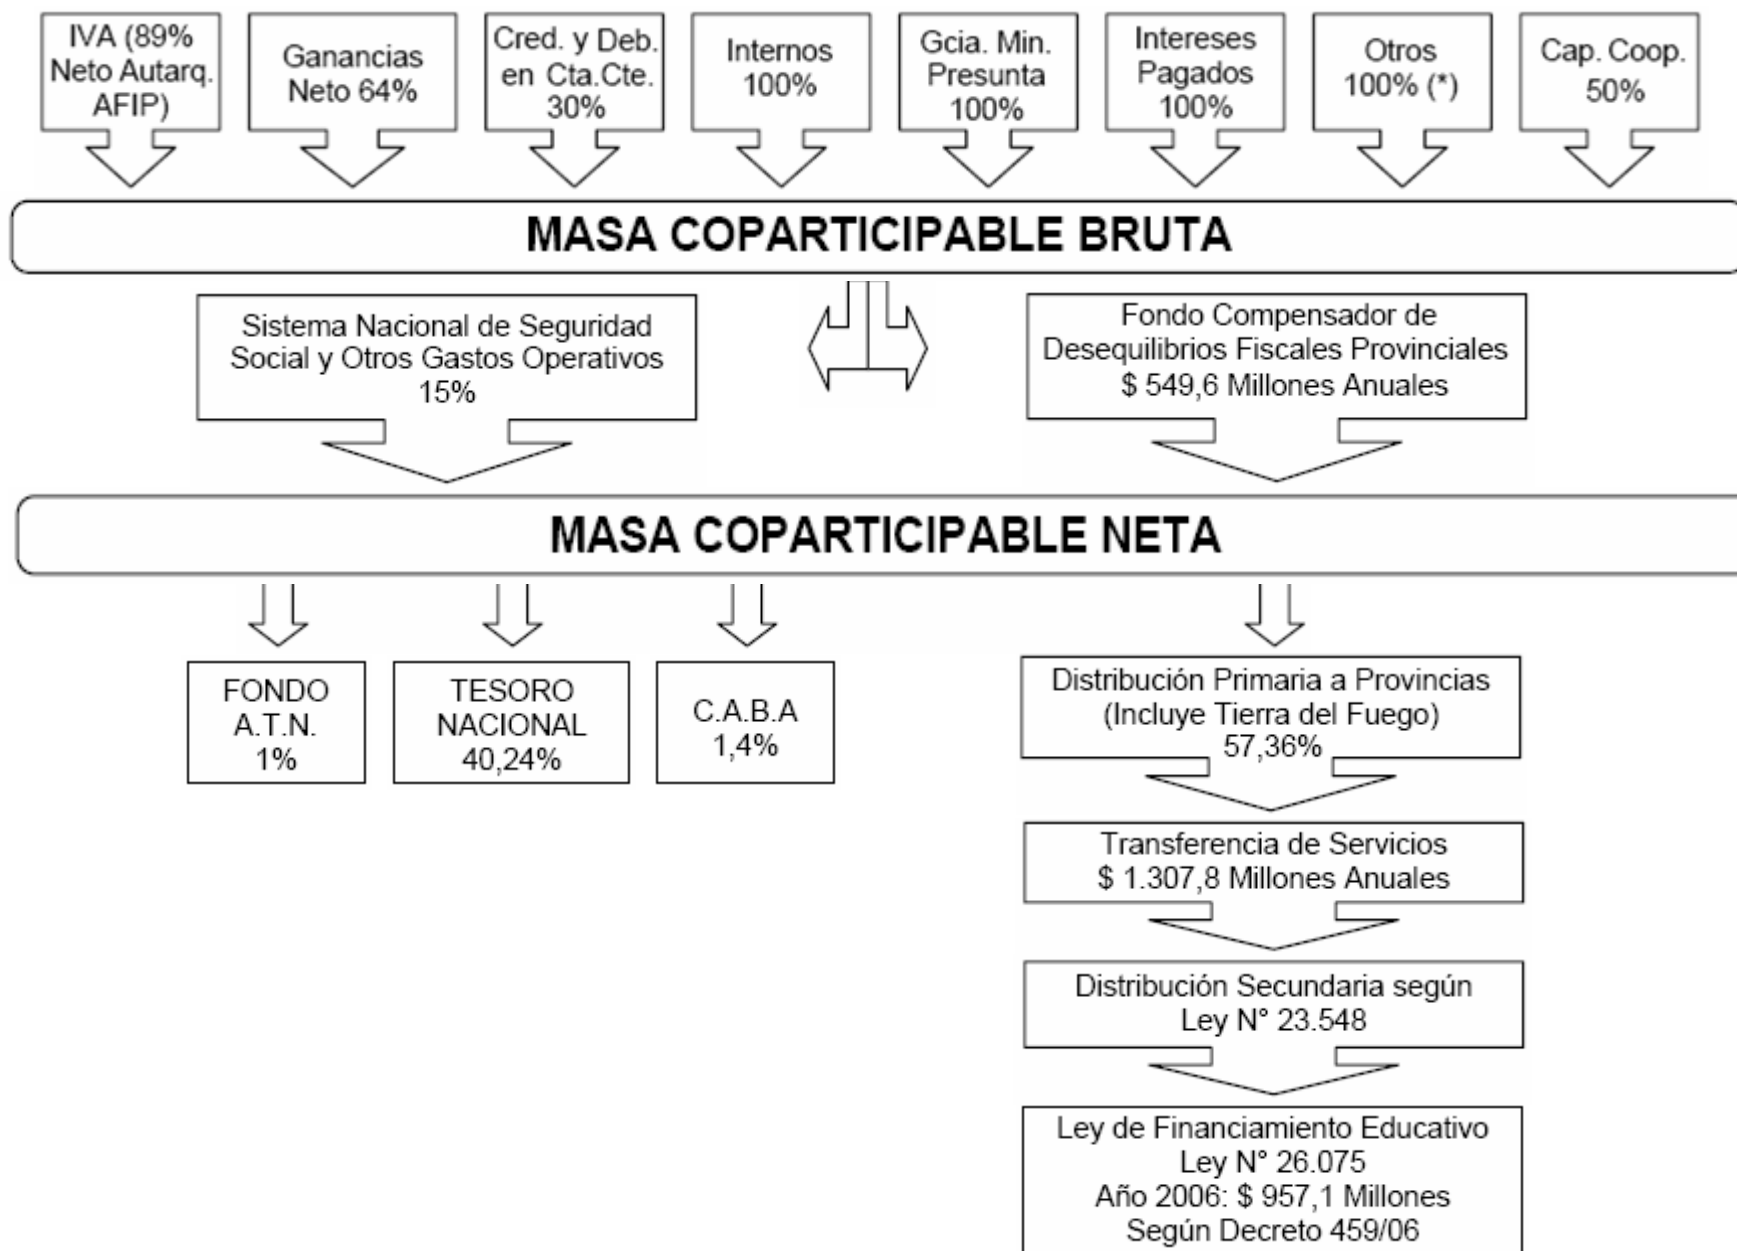 IVA (89%
Neto Autarq.
AFIP)
Ganancias
Neto 64%
Cred. y Deb.
en Cta.Cte.
30%
Internos
100%
Gcia. Min.
Presunta
100%
Intereses
Pagados
100%
Otros
100% (*)
Cap. Coop.
50%
MASA COPARTICIPABLE BRUTA
Sistema Nacional de Seguridad
Social y Otros Gastos Operativos
15%
Fondo Compensador de
Desequilibrios Fiscales Provinciales
$ 549,6 Millones Anuales
MASA COPARTICIPABLE NETA
FONDO
A.T.N.
1%
TESORO
NACIONAL
40,24%
C.A.B.A
1,4%
Distribución Primaria a Provincias
(Incluye Tierra del Fuego)
57,36%
Transferencia de Servicios
$ 1.307,8 Millones Anuales
Distribución Secundaria según
Ley N° 23.548
Ley de Financiamiento Educativo
Ley N° 26.075
Año 2006: $ 957,1 Millones
Según Decreto 459/06